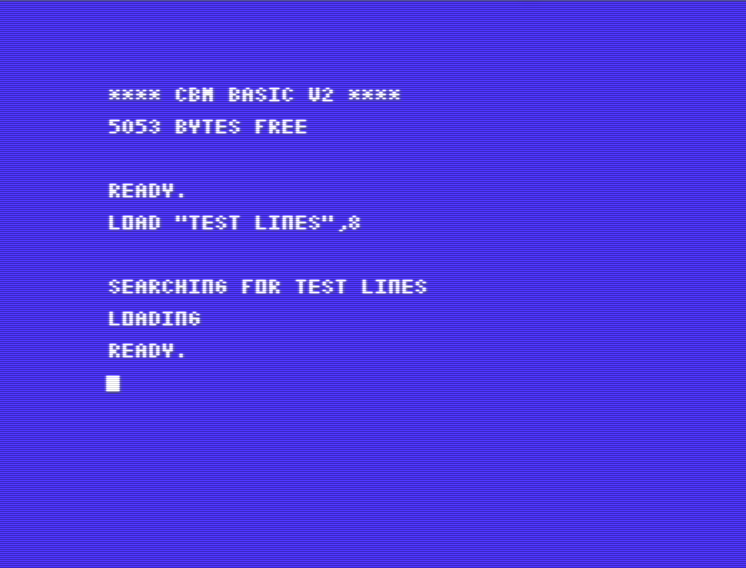 **** CBM BASIC V2 ****
5053 BYTES FREE
READY.
LOAD "TEST LINES",8
SEARCHING FOR TEST LINES
LOADING
READY.